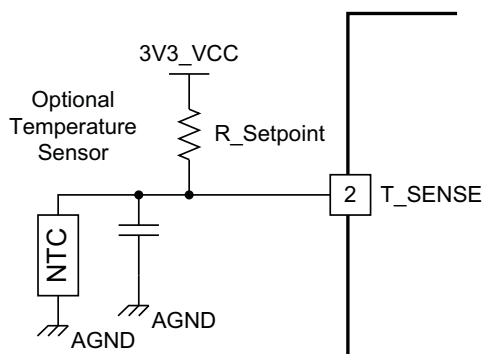 3V3_VCC
Optional
Temperature
Sensor
R_Setpoint
2
T_SENSE
NTC
AGND
AGND